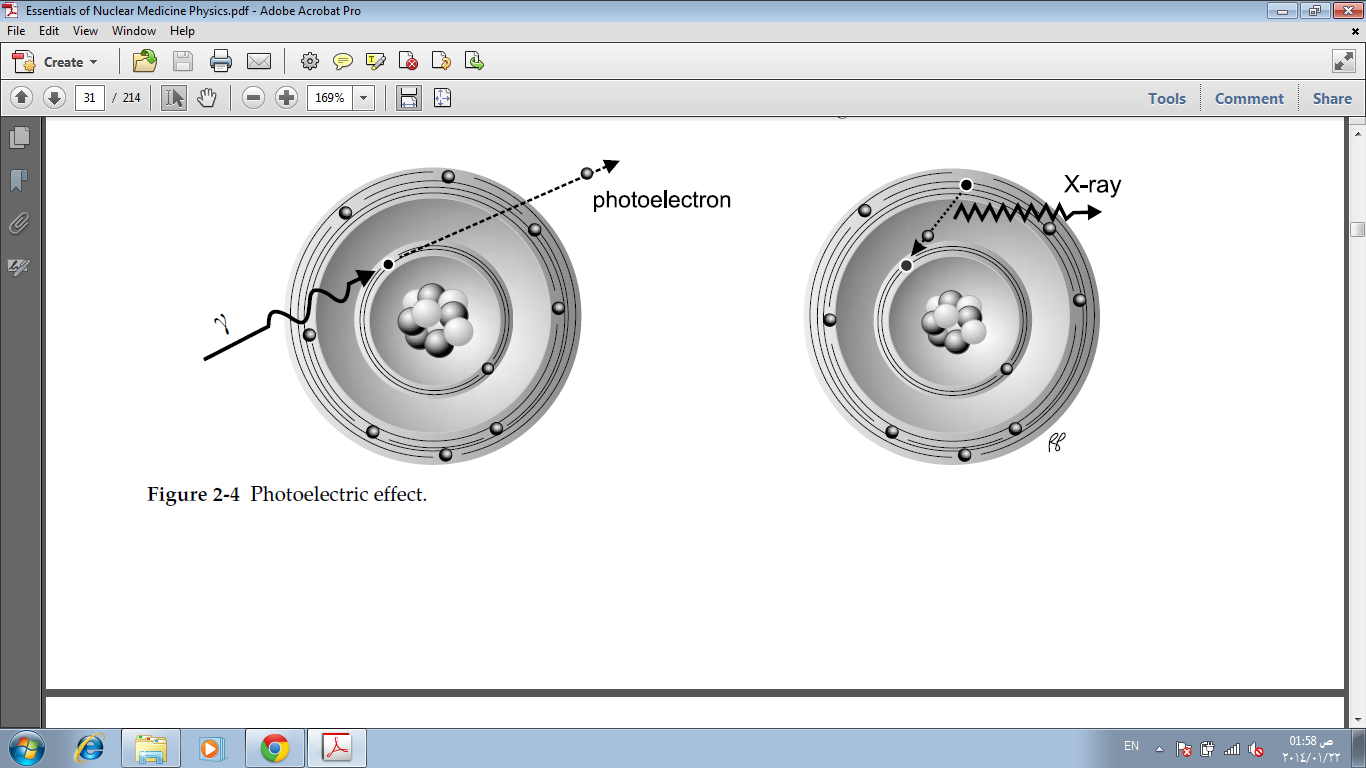 Essentials of Nuclear Medicine Physics.pdf - Adobe Acrobat Pro
File Edit View Window Help
Create
31 / 214 169% Tools Comment Share
photoelectron
X-ray
γ
Figure 2-4 Photoelectric effect.
EN
01:58 ص
٢٠١٤/٠١/٢٢